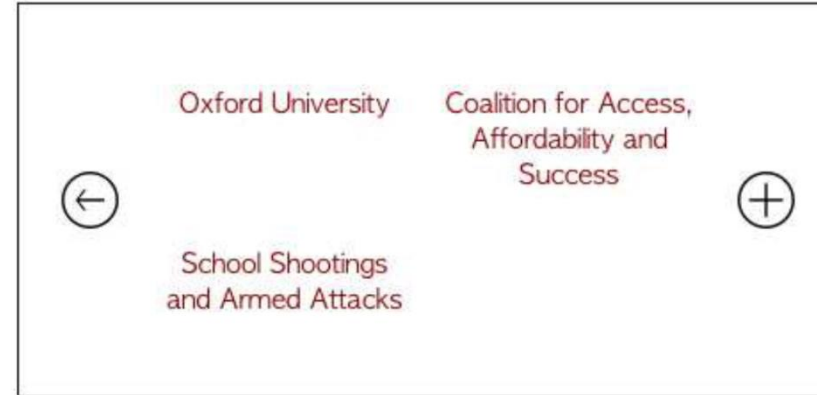 Oxford University
Coalition for Access,
Affordability and
Success
School Shootings
and Armed Attacks